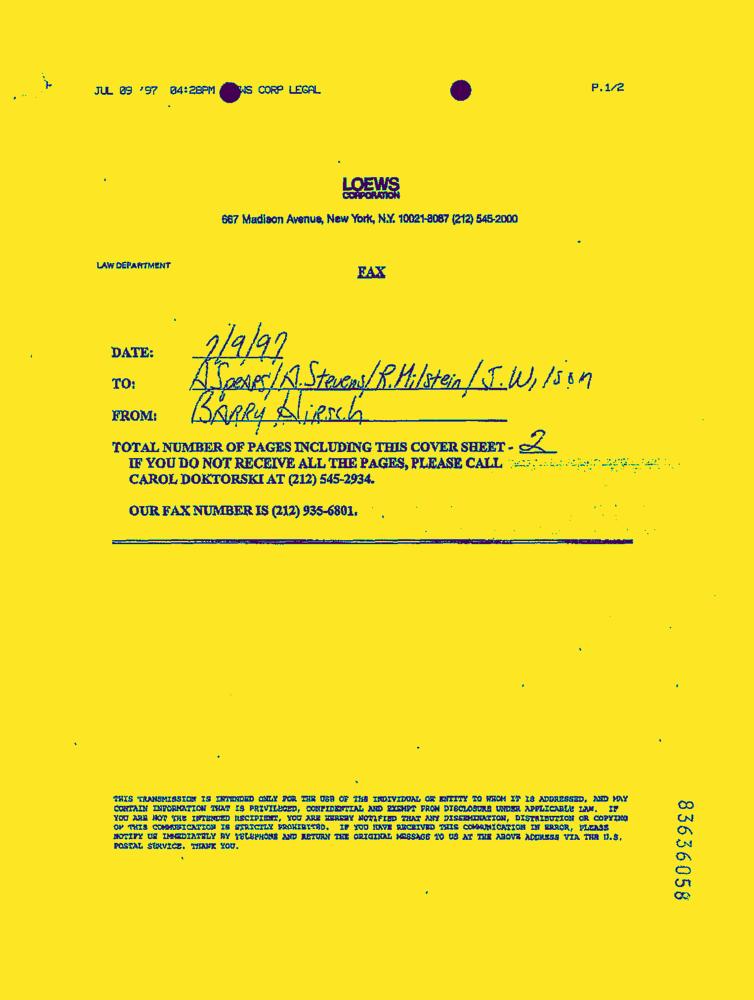 JUL 09 '97 04:28PM WS CORP LEGAL P.1/2
LOEWS
CORPORATION
667 Madison Avenue, New York, N.Y. 10021-8087 (212) 545-2000
LAW DEPARTMENT
FAX
DATE: 7/9/97
TO: A Spears/A. Stevens/R. Milstein/J. Wilson
FROM: BARRY Hirsch
TOTAL NUMBER OF PAGES INCLUDING THIS COVER SHEET - 2
IF YOU DO NOT RECEIVE ALL THE PAGES, PLEASE CALL
CAROL DOKTORSKI AT (212) 545-2934.
OUR FAX NUMBER IS (212) 935-6801.
THIS TRANSMISSION IS INTENDED ONLY FOR THE USE OF THE INDIVIDUAL OR ENTITY TO WHOM IT IS ADDRESSED, AND MAY
CONTAIN INFORMATION THAT IS PRIVILEGED, CONFIDENTIAL AND EXEMPT FROM DISCLOSURE UNDER APPLICABLE LAW. IF
YOU ARE NOT THE INTENDED RECIPIENT, YOU ARE HEREBY NOTIFIED THAT ANY DISSEMINATION, DISTRIBUTION OR COPYING
OF THIS COMMUNICATION IS STRICTLY PROHIBITED. IF YOU HAVE RECEIVED THIS COMMUNICATION IN ERROR, PLEASE
NOTIFY US IMMEDIATELY BY TELEPHONE AND RETURN THE ORIGINAL MESSAGE TO US AT THE ABOVE ADDRESS VIA THE U.S.
POSTAL SERVICE. THANK YOU.
83636058